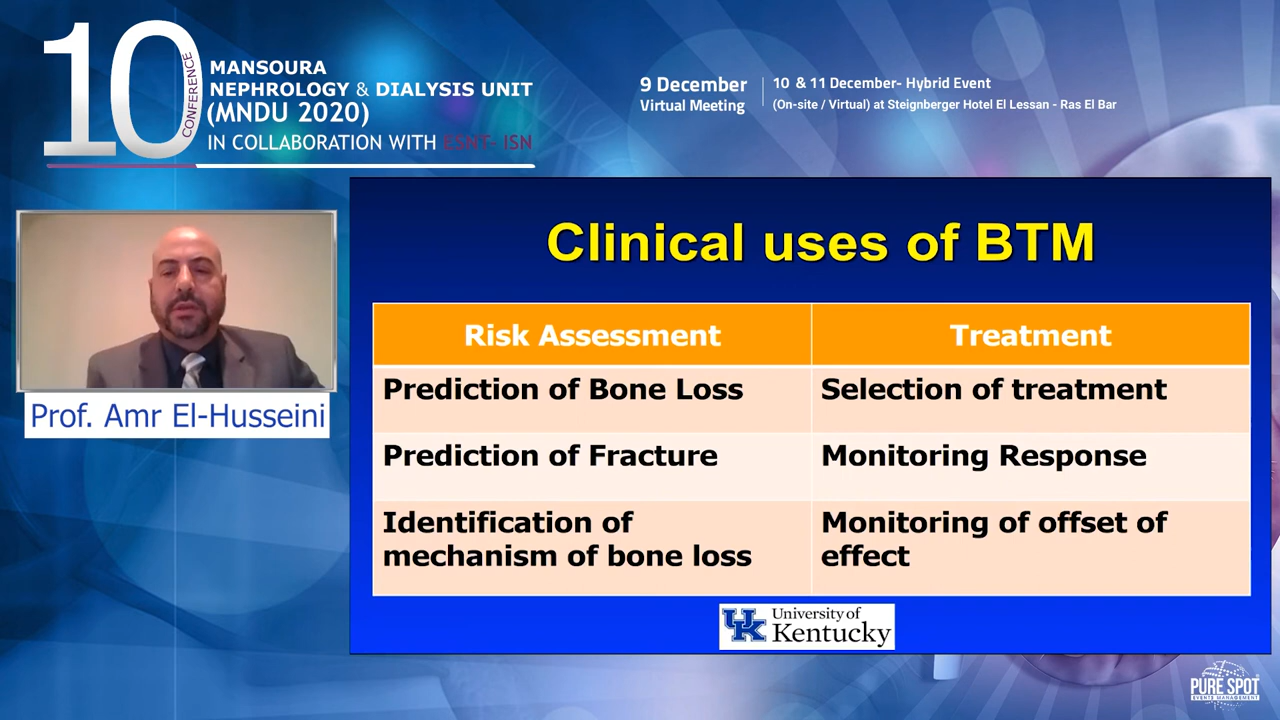 10
CONFERENCE
MANSOURA
NEPHROLOGY & DIALYSIS UNIT
(MNDU 2020)
IN COLLABORATION WITH ESNT- ISN
9 December
Virtual Meeting
10 & 11 December- Hybrid Event
(On-site / Virtual) at Steignberger Hotel El Lessan - Ras El Bar
Prof. Amr El-Husseini
Clinical uses of BTM
Risk Assessment
Treatment
Prediction of Bone Loss
Selection of treatment
Prediction of Fracture
Monitoring Response
Identification of
mechanism of bone loss
Monitoring of offset of
effect
UK
University of
Kentucky
PURE SPOT
EVENTS MANAGEMENT